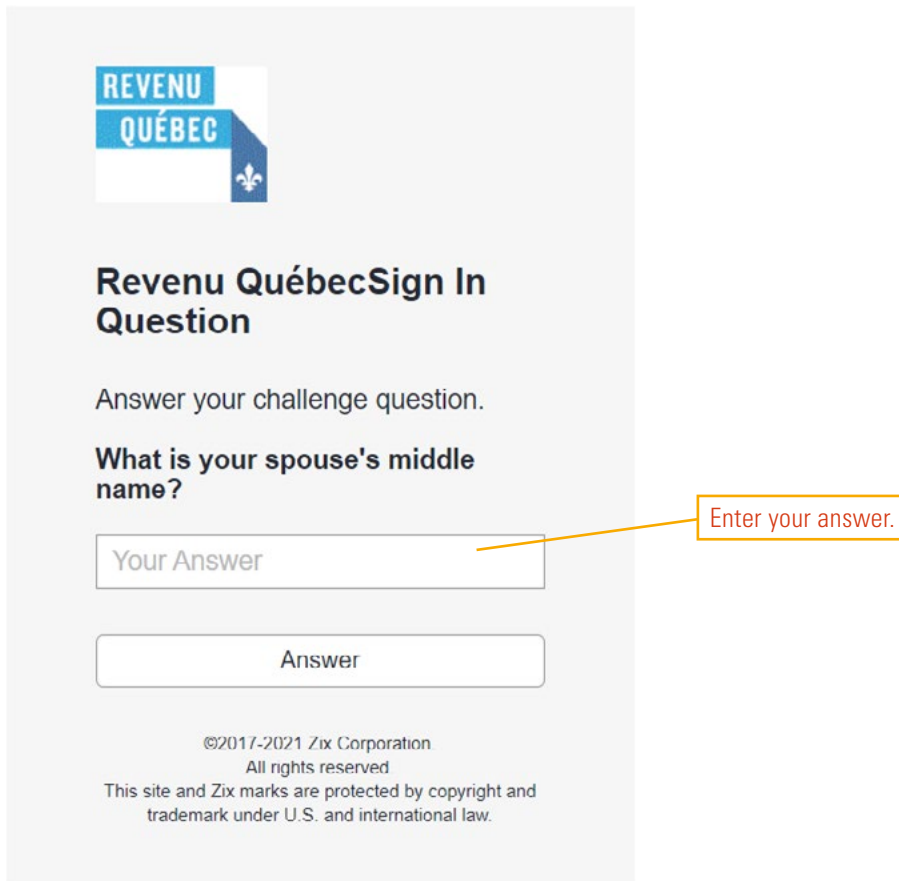 REVENU
QUÉBEC
Revenu QuébecSign In
Question
Answer your challenge question.
What is your spouse's middle
name?
Enter your answer.
Your Answer
Answer
©2017-2021 Zix Corporation.
All rights reserved.
This site and Zix marks are protected by copyright and
trademark under U.S. and international law.